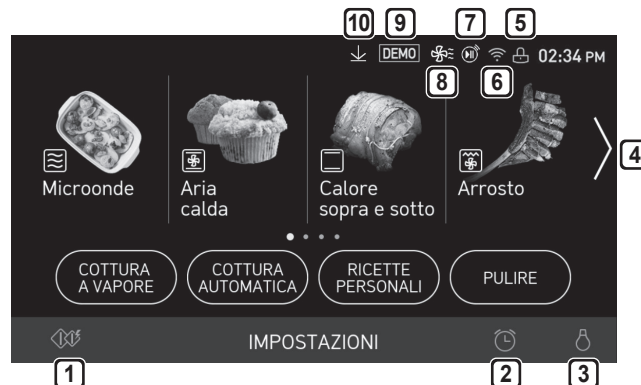 10 9 7 5
DEMO 02:34 PM
8 6
4
Microonde
Aria
calda
Calore
sopra e sotto
Arrosto
COTTURA
A VAPORE
COTTURA
AUTOMATICA
RICETTE
PERSONALI
PULIRE
IMPOSTAZIONI
1 2 3